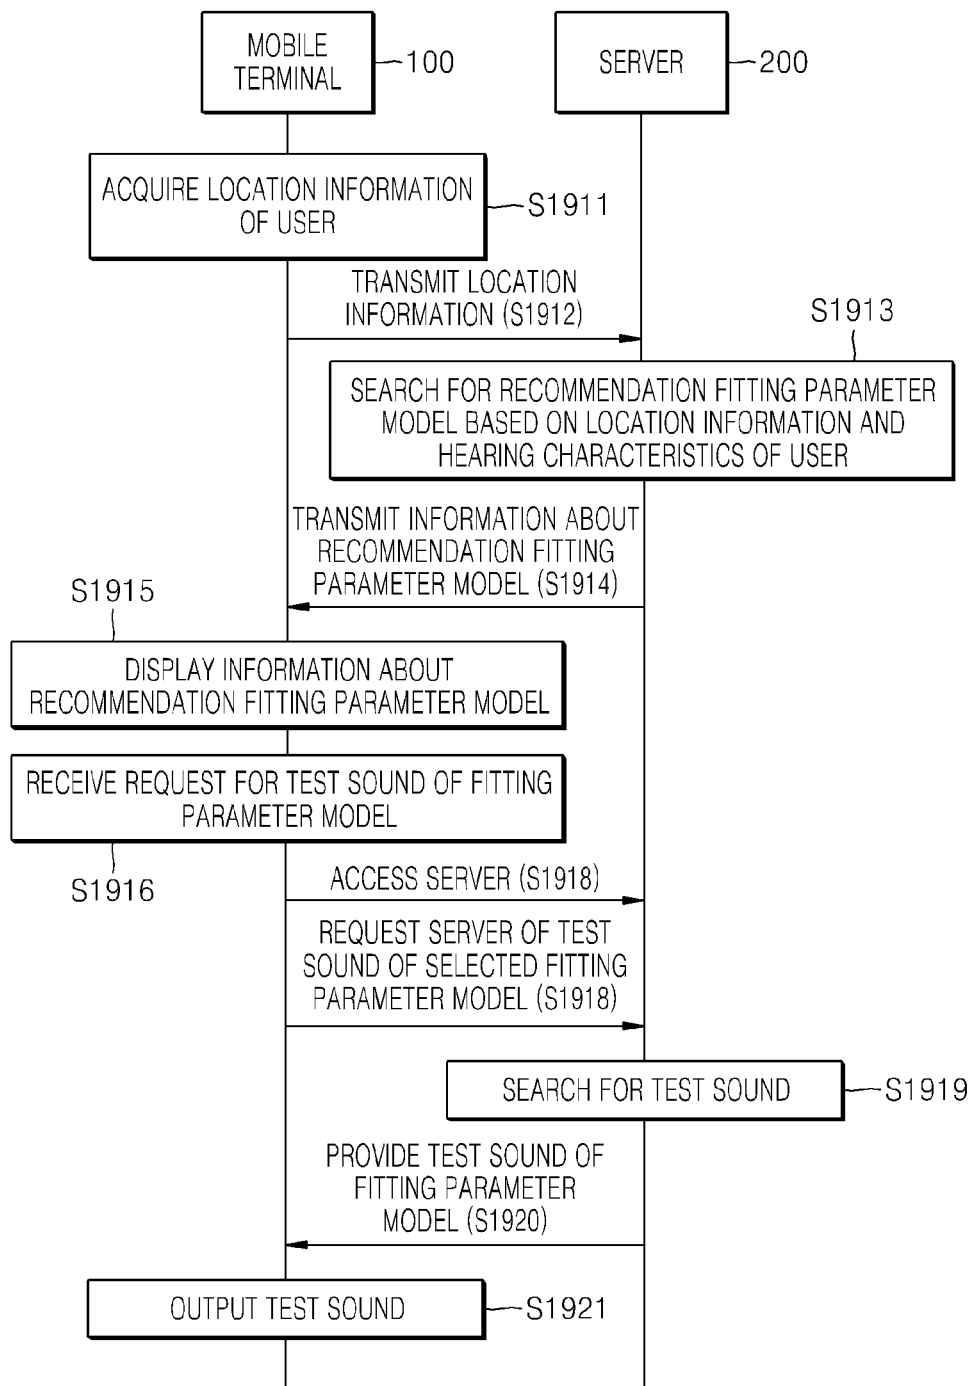 MOBILE
TERMINAL
100
SERVER
200
ACQUIRE LOCATION INFORMATION
OF USER
S1911
TRANSMIT LOCATION
INFORMATION (S1912)
S1913
SEARCH FOR RECOMMENDATION FITTING PARAMETER
MODEL BASED ON LOCATION INFORMATION AND
HEARING CHARACTERISTICS OF USER
TRANSMIT INFORMATION ABOUT
RECOMMENDATION FITTING
PARAMETER MODEL (S1914)
S1915
DISPLAY INFORMATION ABOUT
RECOMMENDATION FITTING PARAMETER MODEL
RECEIVE REQUEST FOR TEST SOUND OF FITTING
PARAMETER MODEL
S1916
ACCESS SERVER (S1918)
REQUEST SERVER OF TEST
SOUND OF SELECTED FITTING
PARAMETER MODEL (S1918)
SEARCH FOR TEST SOUND
S1919
PROVIDE TEST SOUND OF
FITTING PARAMETER
MODEL (S1920)
OUTPUT TEST SOUND
S1921